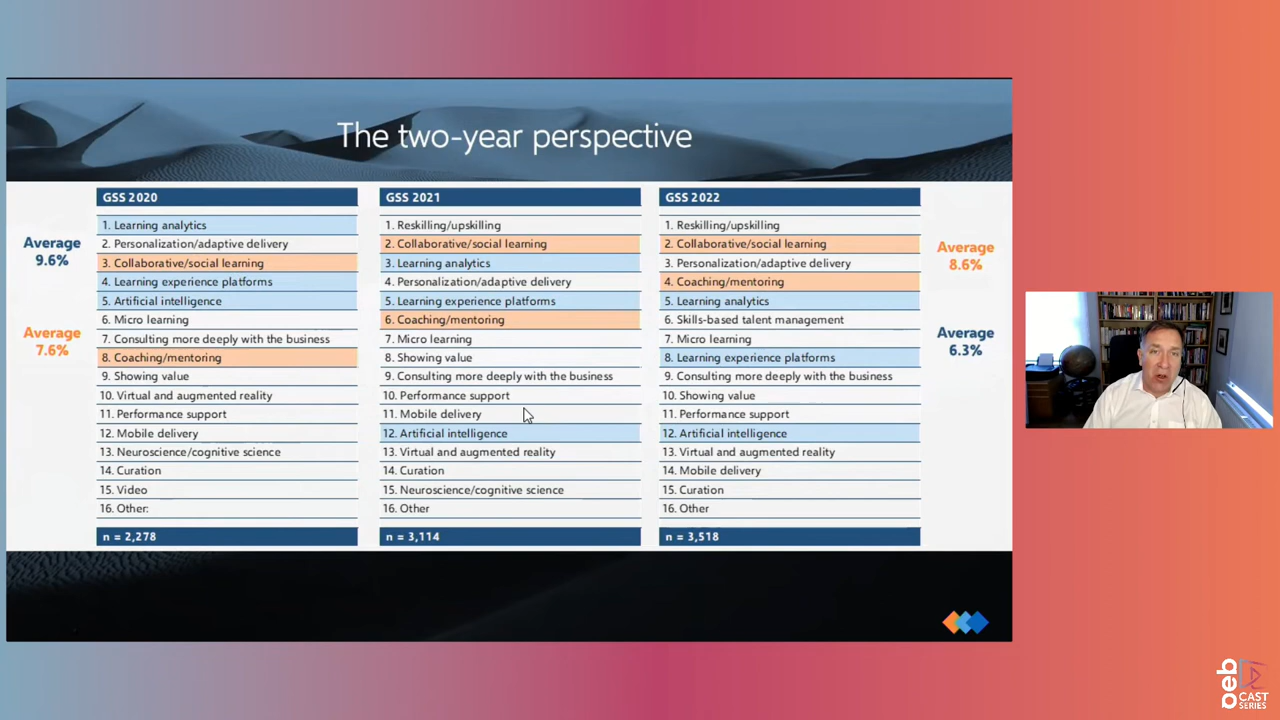 The two-year perspective
Average
9.6%
Average
7.6%
GSS 2020
1. Learning analytics
2. Personalization/adaptive delivery
3. Collaborative/social learning
4. Learning experience platforms
5. Artificial intelligence
6. Micro learning
7. Consulting more deeply with the business
8. Coaching/mentoring
9. Showing value
10. Virtual and augmented reality
11. Performance support
12. Mobile delivery
13. Neuroscience/cognitive science
14. Curation
15. Video
16. Other:
n = 2,278
GSS 2021
1. Reskilling/upskilling
2. Collaborative/social learning
3. Learning analytics
4. Personalization/adaptive delivery
5. Learning experience platforms
6. Coaching/mentoring
7. Micro learning
8. Showing value
9. Consulting more deeply with the business
10. Performance support
11. Mobile delivery
12. Artificial intelligence
13. Virtual and augmented reality
14. Curation
15. Neuroscience/cognitive science
16. Other
n = 3,114
GSS 2022
1. Reskilling/upskilling
2. Collaborative/social learning
3. Personalization/adaptive delivery
4. Coaching/mentoring
5. Learning analytics
6. Skills-based talent management
7. Micro learning
8. Learning experience platforms
9. Consulting more deeply with the business
10. Showing value
11. Performance support
12. Artificial intelligence
13. Virtual and augmented reality
14. Mobile delivery
15. Curation
16. Other
n = 3,518
Average
8.6%
Average
6.3%
oeb
CAST
SERIES